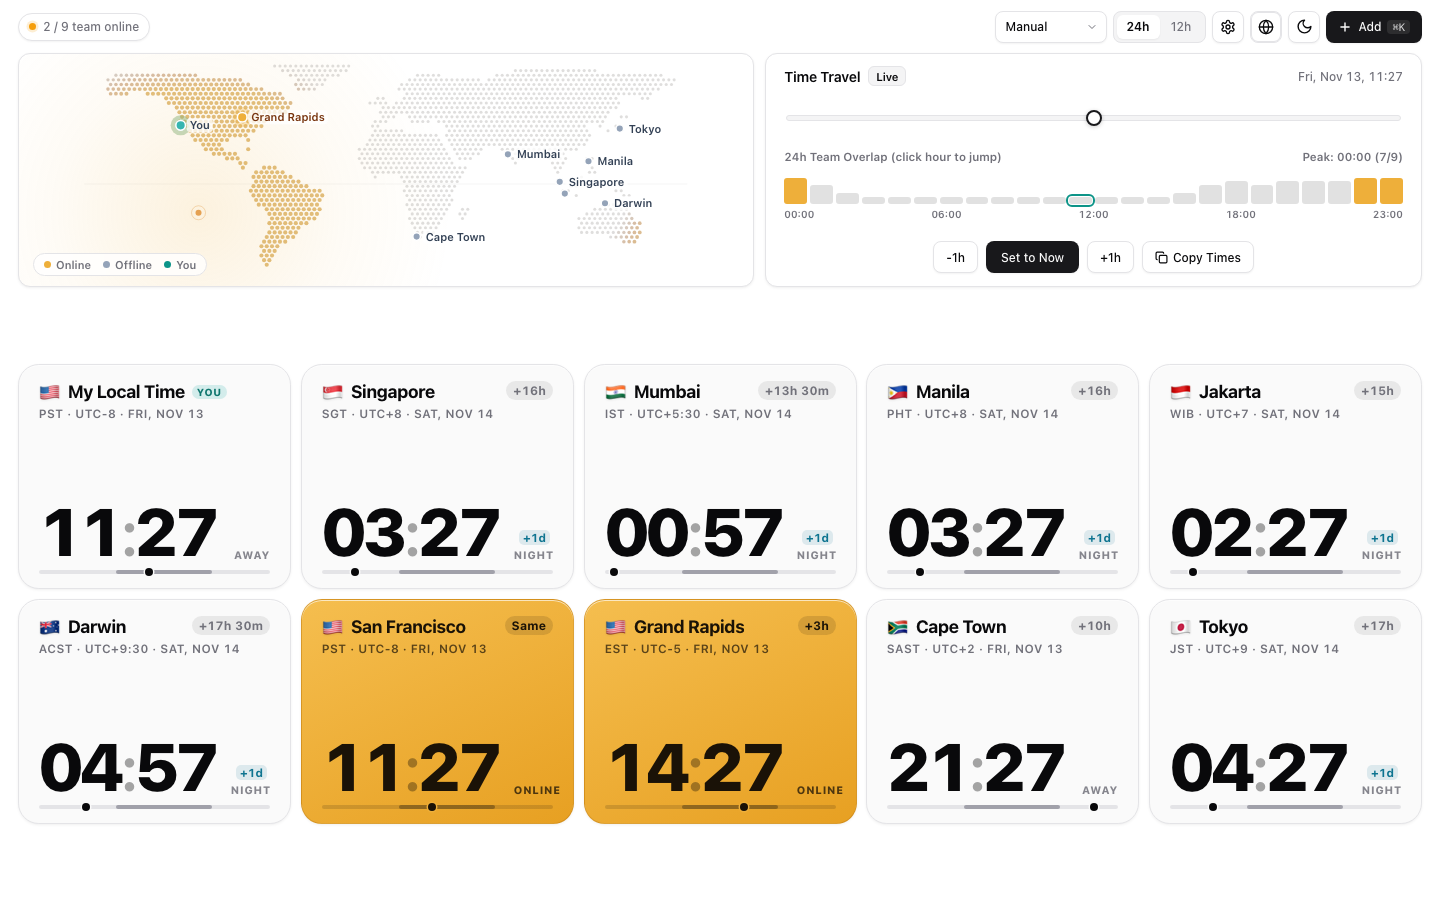 2 / 9 team online
Manual
24h
12h
Add
⌘K
You
Grand Rapids
Tokyo
Mumbai
Manila
Singapore
Darwin
Cape Town
Online
Offline
You
Time Travel
Live
Fri, Nov 13, 11:27
24h Team Overlap (click hour to jump)
Peak: 00:00 (7/9)
00:00
06:00
12:00
18:00
23:00
-1h
Set to Now
+1h
Copy Times
My Local Time YOU
PST · UTC-8 · FRI, NOV 13
11:27
AWAY
Singapore
+16h
SGT · UTC+8 · SAT, NOV 14
03:27
+1d
NIGHT
Mumbai
+13h 30m
IST · UTC+5:30 · SAT, NOV 14
00:57
+1d
NIGHT
Manila
+16h
PHT · UTC+8 · SAT, NOV 14
03:27
+1d
NIGHT
Jakarta
+15h
WIB · UTC+7 · SAT, NOV 14
02:27
+1d
NIGHT
Darwin
+17h 30m
ACST · UTC+9:30 · SAT, NOV 14
04:57
+1d
NIGHT
San Francisco
Same
PST · UTC-8 · FRI, NOV 13
11:27
ONLINE
Grand Rapids
+3h
EST · UTC-5 · FRI, NOV 13
14:27
ONLINE
Cape Town
+10h
SAST · UTC+2 · FRI, NOV 13
21:27
AWAY
Tokyo
+17h
JST · UTC+9 · SAT, NOV 14
04:27
+1d
NIGHT